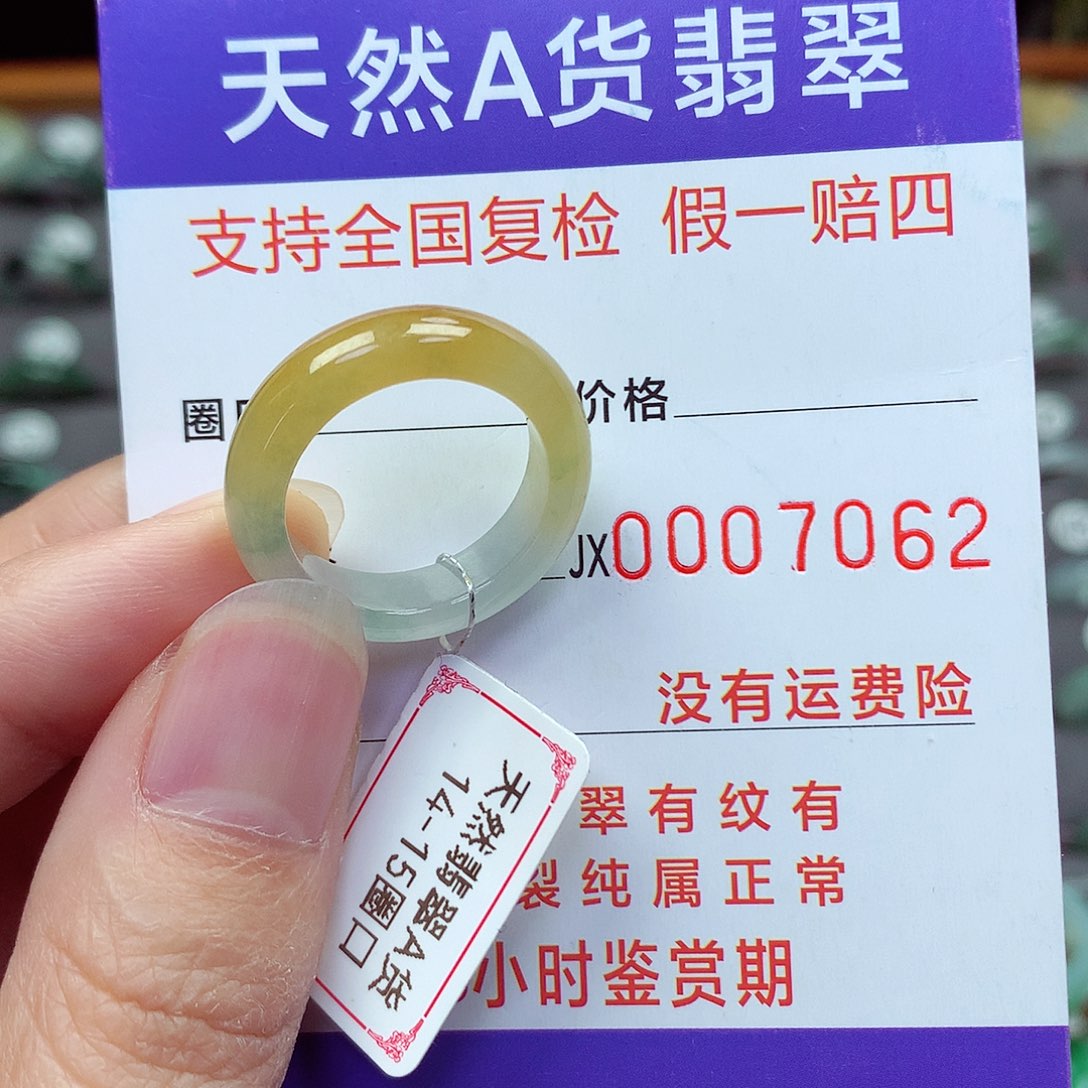 天然A货翡翠
支持全国复检 假一赔四
圈 价格
JX0007062
没有运费险
翠有纹有
裂纯属正常
小时鉴赏期
天然翡翠A货
14-15圈口